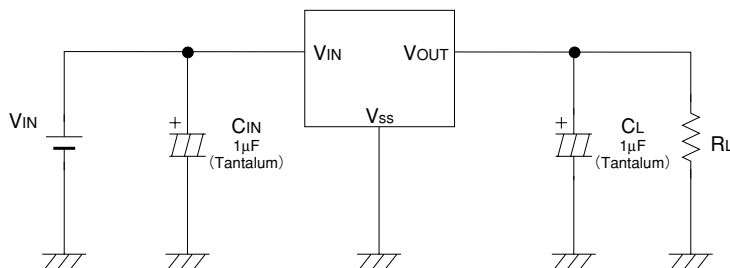 VIN VOUT
VSS
VIN
+
CIN
1μF
(Tantalum)
+
CL
1μF
(Tantalum)
RL